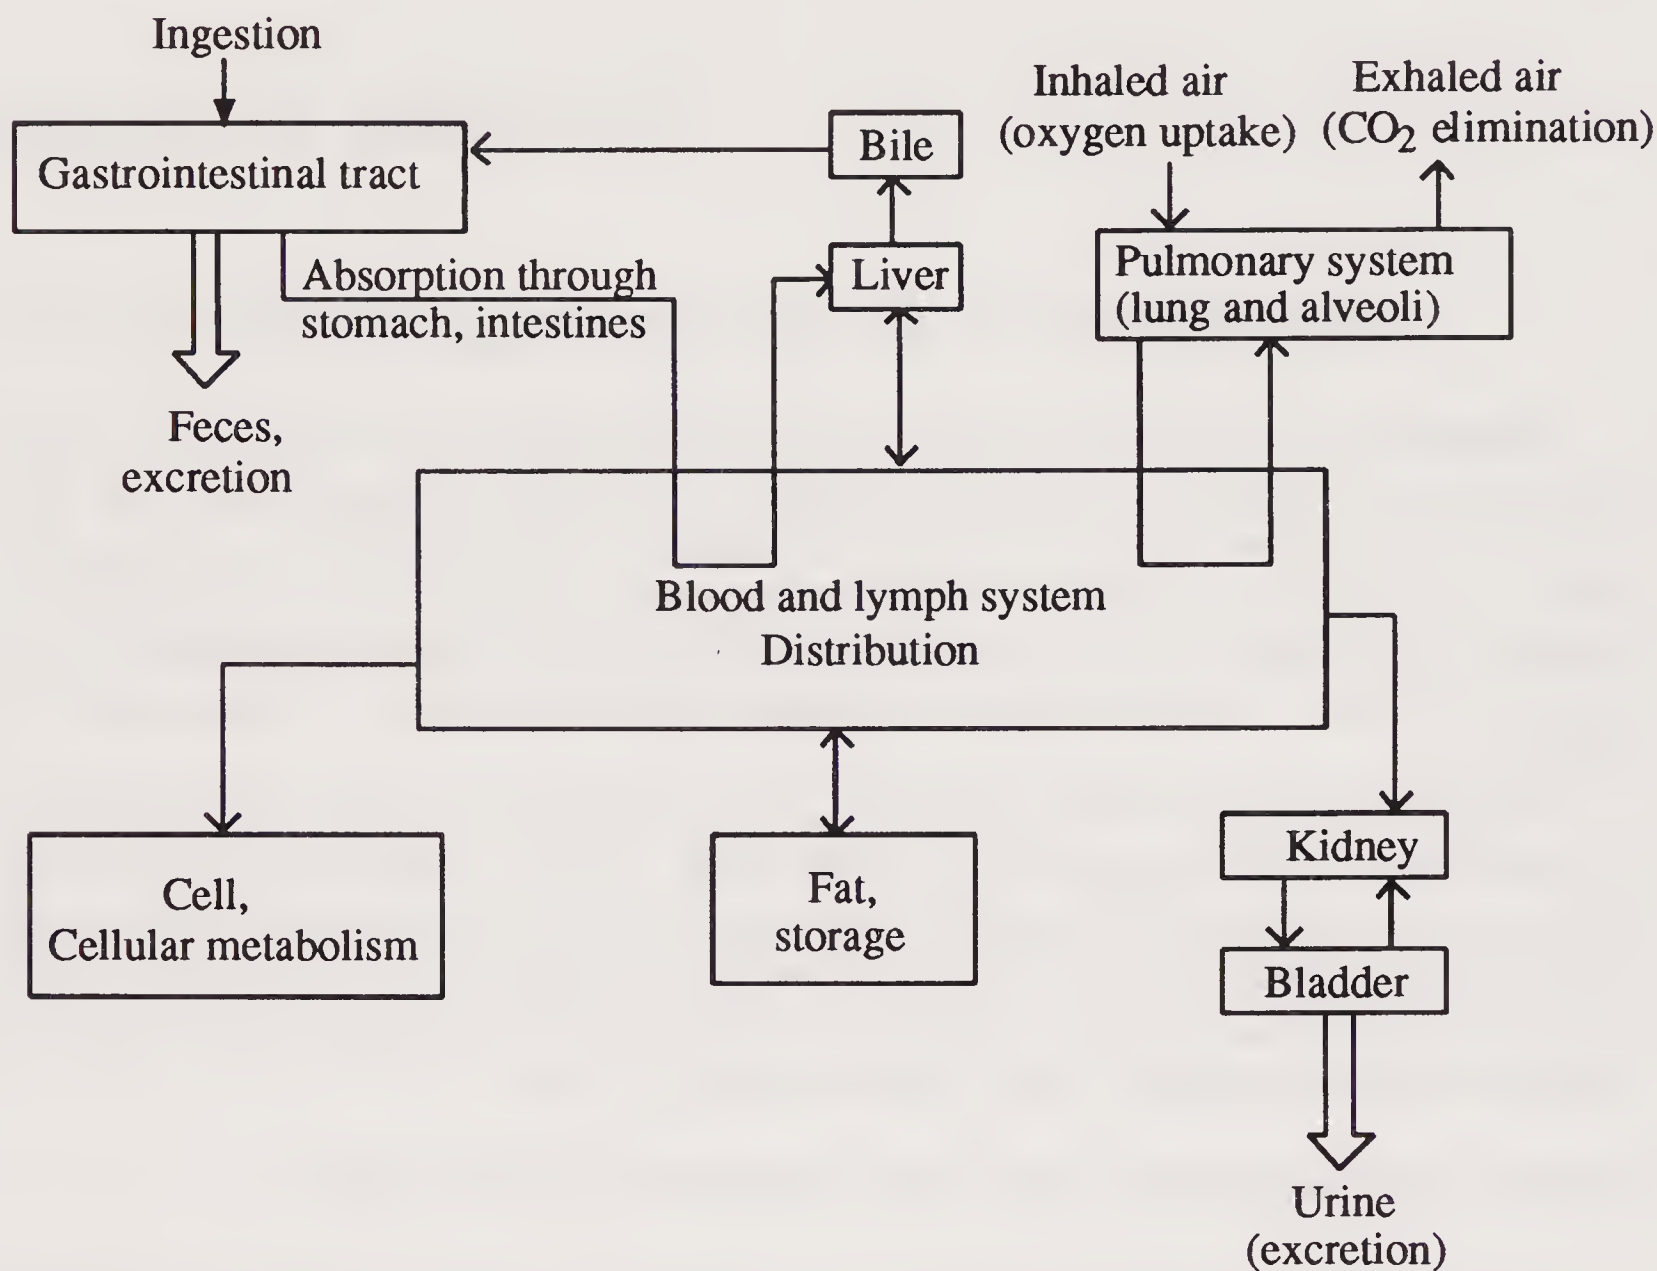 Ingestion
Gastrointestinal tract
Bile
Inhaled air
(oxygen uptake)
Exhaled air
(CO₂ elimination)
Liver
Pulmonary system
(lung and alveoli)
Absorption through
stomach, intestines
Feces,
excretion
Blood and lymph system
Distribution
Cell,
Cellular metabolism
Fat,
storage
Kidney
Bladder
Urine
(excretion)